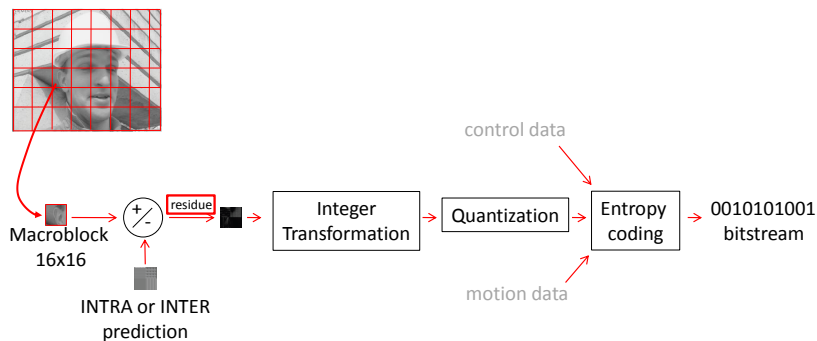 control data
residue
+/-
Integer
Transformation
Quantization
Entropy
coding
0010101001
bitstream
Macroblock
16x16
INTRA or INTER
prediction
motion data